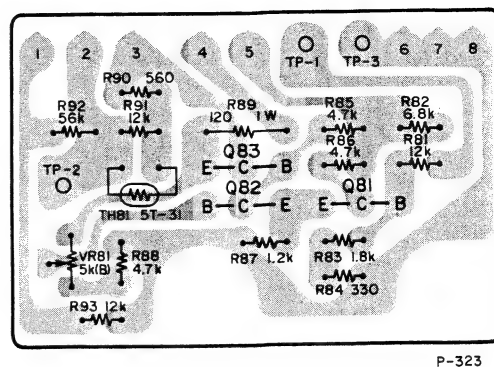 1 2 3 4 5 TP-1 TP-3 6 7 8
R90 560
R92 56k
R91 12k
R89
120 1W
R85 4.7k
R82 6.8k
R86 4.7k
R81 12k
Q83
E C B
TP-2
Q82
B C E
Q81
E C B
TH81 5T-31
VR81 5k(B)
R88 4.7k
R87 1.2k
R83 1.8k
R84 330
R93 12k
P-323